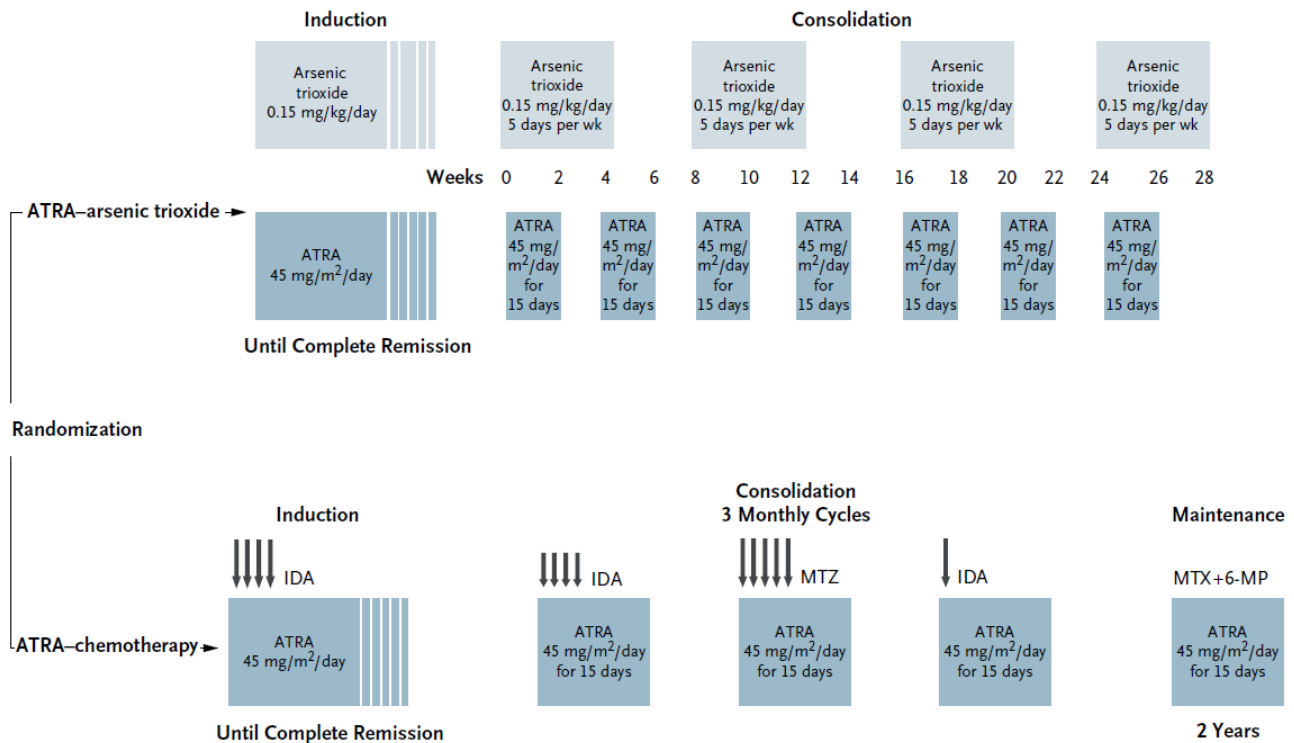 Induction
Consolidation
Arsenic
trioxide
0.15 mg/kg/day
Arsenic
trioxide
0.15 mg/kg/day
5 days per wk
Arsenic
trioxide
0.15 mg/kg/day
5 days per wk
Arsenic
trioxide
0.15 mg/kg/day
5 days per wk
Arsenic
trioxide
0.15 mg/kg/day
5 days per wk
Weeks 0 2 4 6 8 10 12 14 16 18 20 22 24 26 28
ATRA–arsenic trioxide
ATRA
45 mg/m²/day
ATRA
45 mg/
m²/day
for
15 days
ATRA
45 mg/
m²/day
for
15 days
ATRA
45 mg/
m²/day
for
15 days
ATRA
45 mg/
m²/day
for
15 days
ATRA
45 mg/
m²/day
for
15 days
ATRA
45 mg/
m²/day
for
15 days
ATRA
45 mg/
m²/day
for
15 days
Until Complete Remission
Randomization
Induction
Consolidation
3 Monthly Cycles
Maintenance
IDA
IDA
MTZ
IDA
MTX+6-MP
ATRA–chemotherapy
ATRA
45 mg/m²/day
ATRA
45 mg/m²/day
for 15 days
ATRA
45 mg/m²/day
for 15 days
ATRA
45 mg/m²/day
for 15 days
ATRA
45 mg/m²/day
for 15 days
Until Complete Remission
2 Years